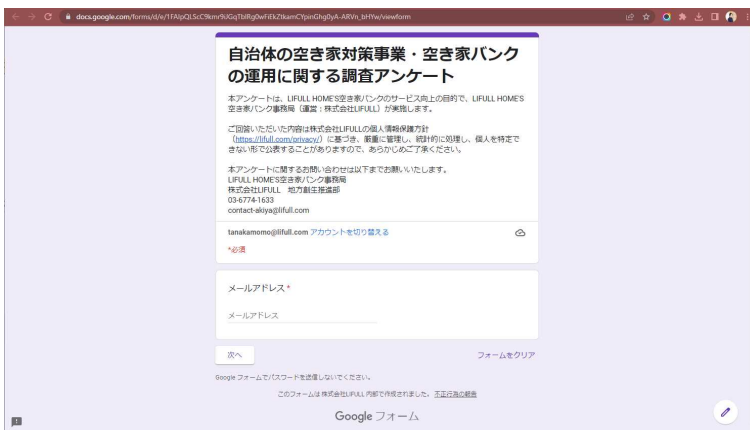 docs.google.com/forms/d/e/1FAIpQLScC9kmr9UGqTblRg0wFiEkZtkamCYpinGhg0yA-ARVn_bHYw/viewform
自治体の空き家対策事業・空き家バンク
の運用に関する調査アンケート
本アンケートは、LIFULL HOME'S空き家バンクのサービス向上の目的で、LIFULL HOME'S
空き家バンク事務局（運営：株式会社LIFULL）が実施します。
ご回答いただいた内容は株式会社LIFULLの個人情報保護方針
（https://lifull.com/privacy/）に基づき、厳重に管理し、統計的に処理し、個人を特定で
きない形で公表することがありますので、あらかじめご了承ください。
本アンケートに関するお問い合わせは以下までお願いいたします。
LIFULL HOME'S空き家バンク事務局
株式会社LIFULL 地方創生推進部
03-6774-1633
contact-akiya@lifull.com
tanakamomo@lifull.com アカウントを切り替える
*必須
メールアドレス *
メールアドレス
次へ
フォームをクリア
Google フォームでパスワードを送信しないでください。
このフォームは 株式会社LIFULL 内部で作成されました。 不正行為の報告
Google フォーム